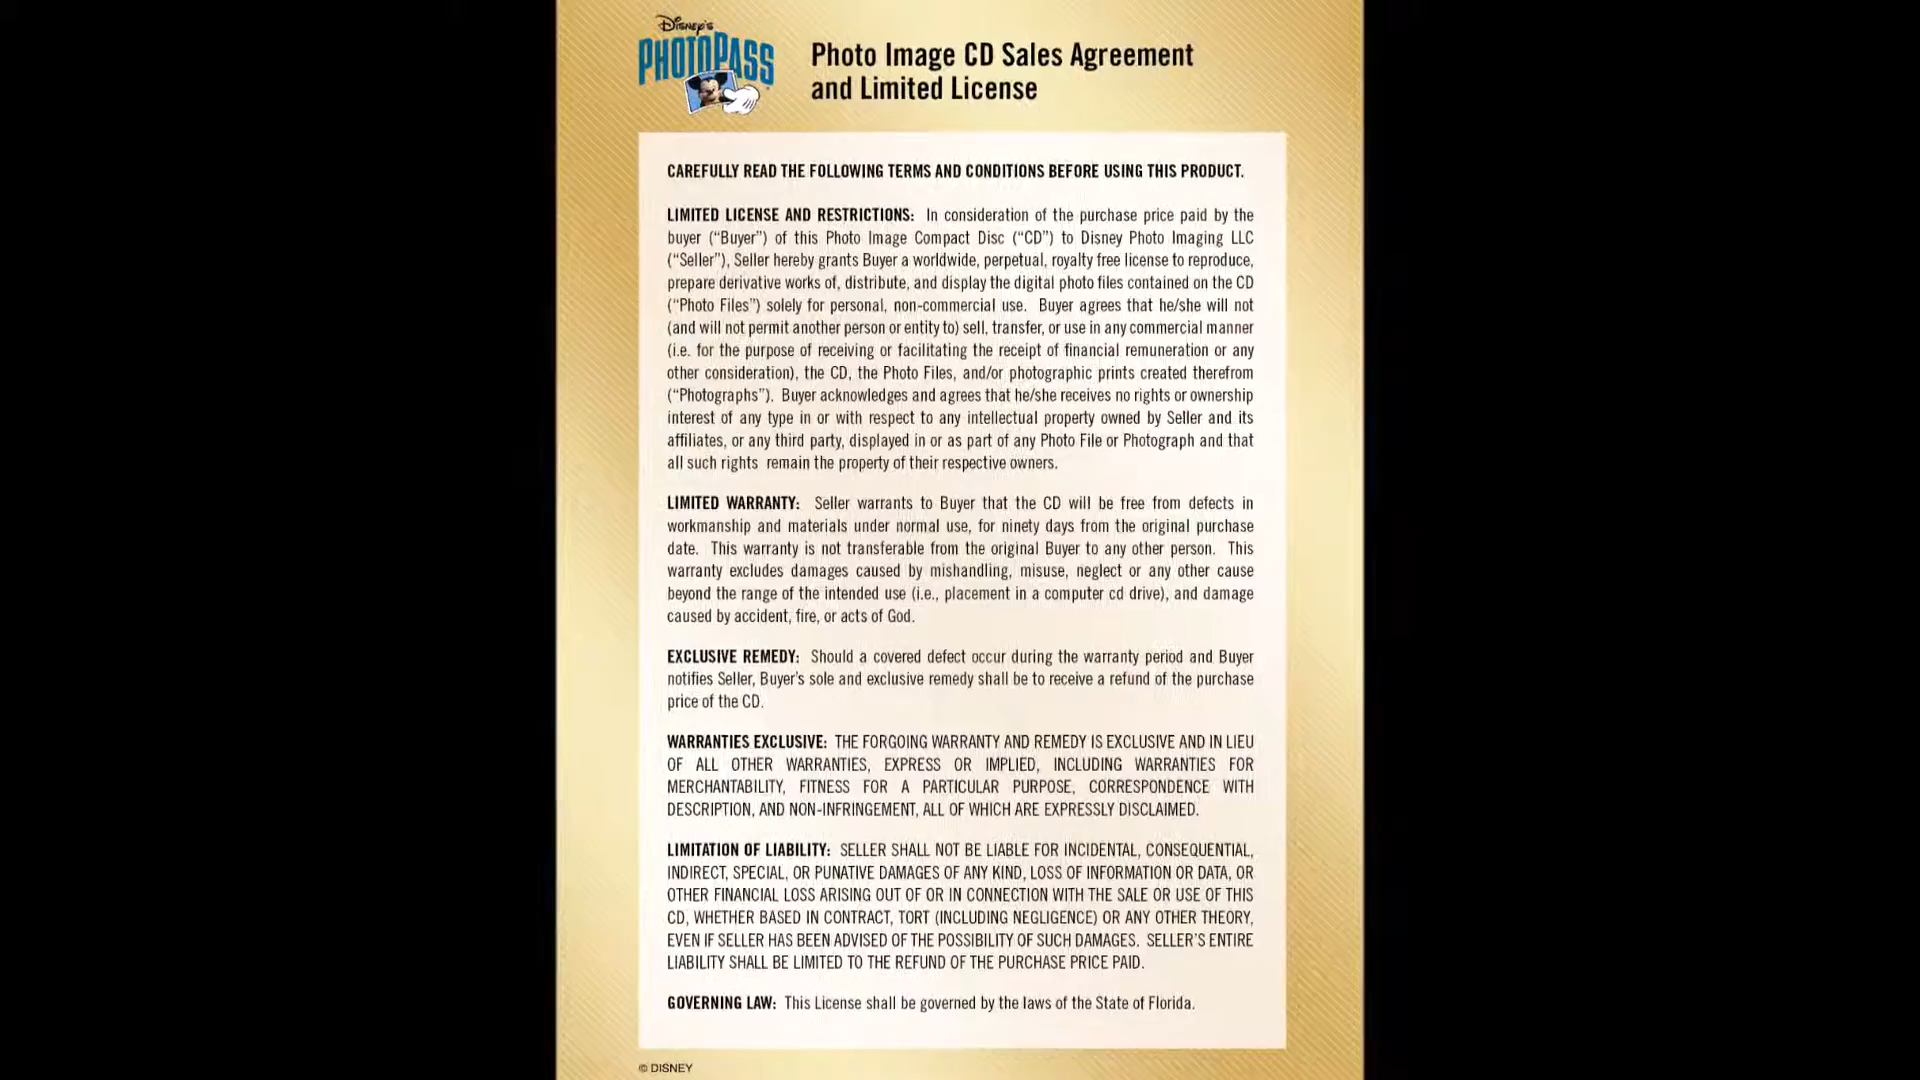 Disney's
PHOTOPASS
Photo Image CD Sales Agreement
and Limited License
CAREFULLY READ THE FOLLOWING TERMS AND CONDITIONS BEFORE USING THIS PRODUCT.
LIMITED LICENSE AND RESTRICTIONS: In consideration of the purchase price paid by the
buyer (“Buyer”) of this Photo Image Compact Disc (“CD”) to Disney Photo Imaging LLC
(“Seller”), Seller hereby grants Buyer a worldwide, perpetual, royalty free license to reproduce,
prepare derivative works of, distribute, and display the digital photo files contained on the CD
(“Photo Files”) solely for personal, non-commercial use. Buyer agrees that he/she will not
(and will not permit another person or entity to) sell, transfer, or use in any commercial manner
(i.e. for the purpose of receiving or facilitating the receipt of financial remuneration or any
other consideration), the CD, the Photo Files, and/or photographic prints created therefrom
(“Photographs”). Buyer acknowledges and agrees that he/she receives no rights or ownership
interest of any type in or with respect to any intellectual property owned by Seller and its
affiliates, or any third party, displayed in or as part of any Photo File or Photograph and that
all such rights remain the property of their respective owners.
LIMITED WARRANTY: Seller warrants to Buyer that the CD will be free from defects in
workmanship and materials under normal use, for ninety days from the original purchase
date. This warranty is not transferable from the original Buyer to any other person. This
warranty excludes damages caused by mishandling, misuse, neglect or any other cause
beyond the range of the intended use (i.e., placement in a computer cd drive), and damage
caused by accident, fire, or acts of God.
EXCLUSIVE REMEDY: Should a covered defect occur during the warranty period and Buyer
notifies Seller, Buyer’s sole and exclusive remedy shall be to receive a refund of the purchase
price of the CD.
WARRANTIES EXCLUSIVE: THE FORGOING WARRANTY AND REMEDY IS EXCLUSIVE AND IN LIEU
OF ALL OTHER WARRANTIES, EXPRESS OR IMPLIED, INCLUDING WARRANTIES FOR
MERCHANTABILITY, FITNESS FOR A PARTICULAR PURPOSE, CORRESPONDENCE WITH
DESCRIPTION, AND NON-INFRINGEMENT, ALL OF WHICH ARE EXPRESSLY DISCLAIMED.
LIMITATION OF LIABILITY: SELLER SHALL NOT BE LIABLE FOR INCIDENTAL, CONSEQUENTIAL,
INDIRECT, SPECIAL, OR PUNATIVE DAMAGES OF ANY KIND, LOSS OF INFORMATION OR DATA, OR
OTHER FINANCIAL LOSS ARISING OUT OF OR IN CONNECTION WITH THE SALE OR USE OF THIS
CD, WHETHER BASED IN CONTRACT, TORT (INCLUDING NEGLIGENCE) OR ANY OTHER THEORY,
EVEN IF SELLER HAS BEEN ADVISED OF THE POSSIBILITY OF SUCH DAMAGES. SELLER’S ENTIRE
LIABILITY SHALL BE LIMITED TO THE REFUND OF THE PURCHASE PRICE PAID.
GOVERNING LAW: This License shall be governed by the laws of the State of Florida.
© DISNEY